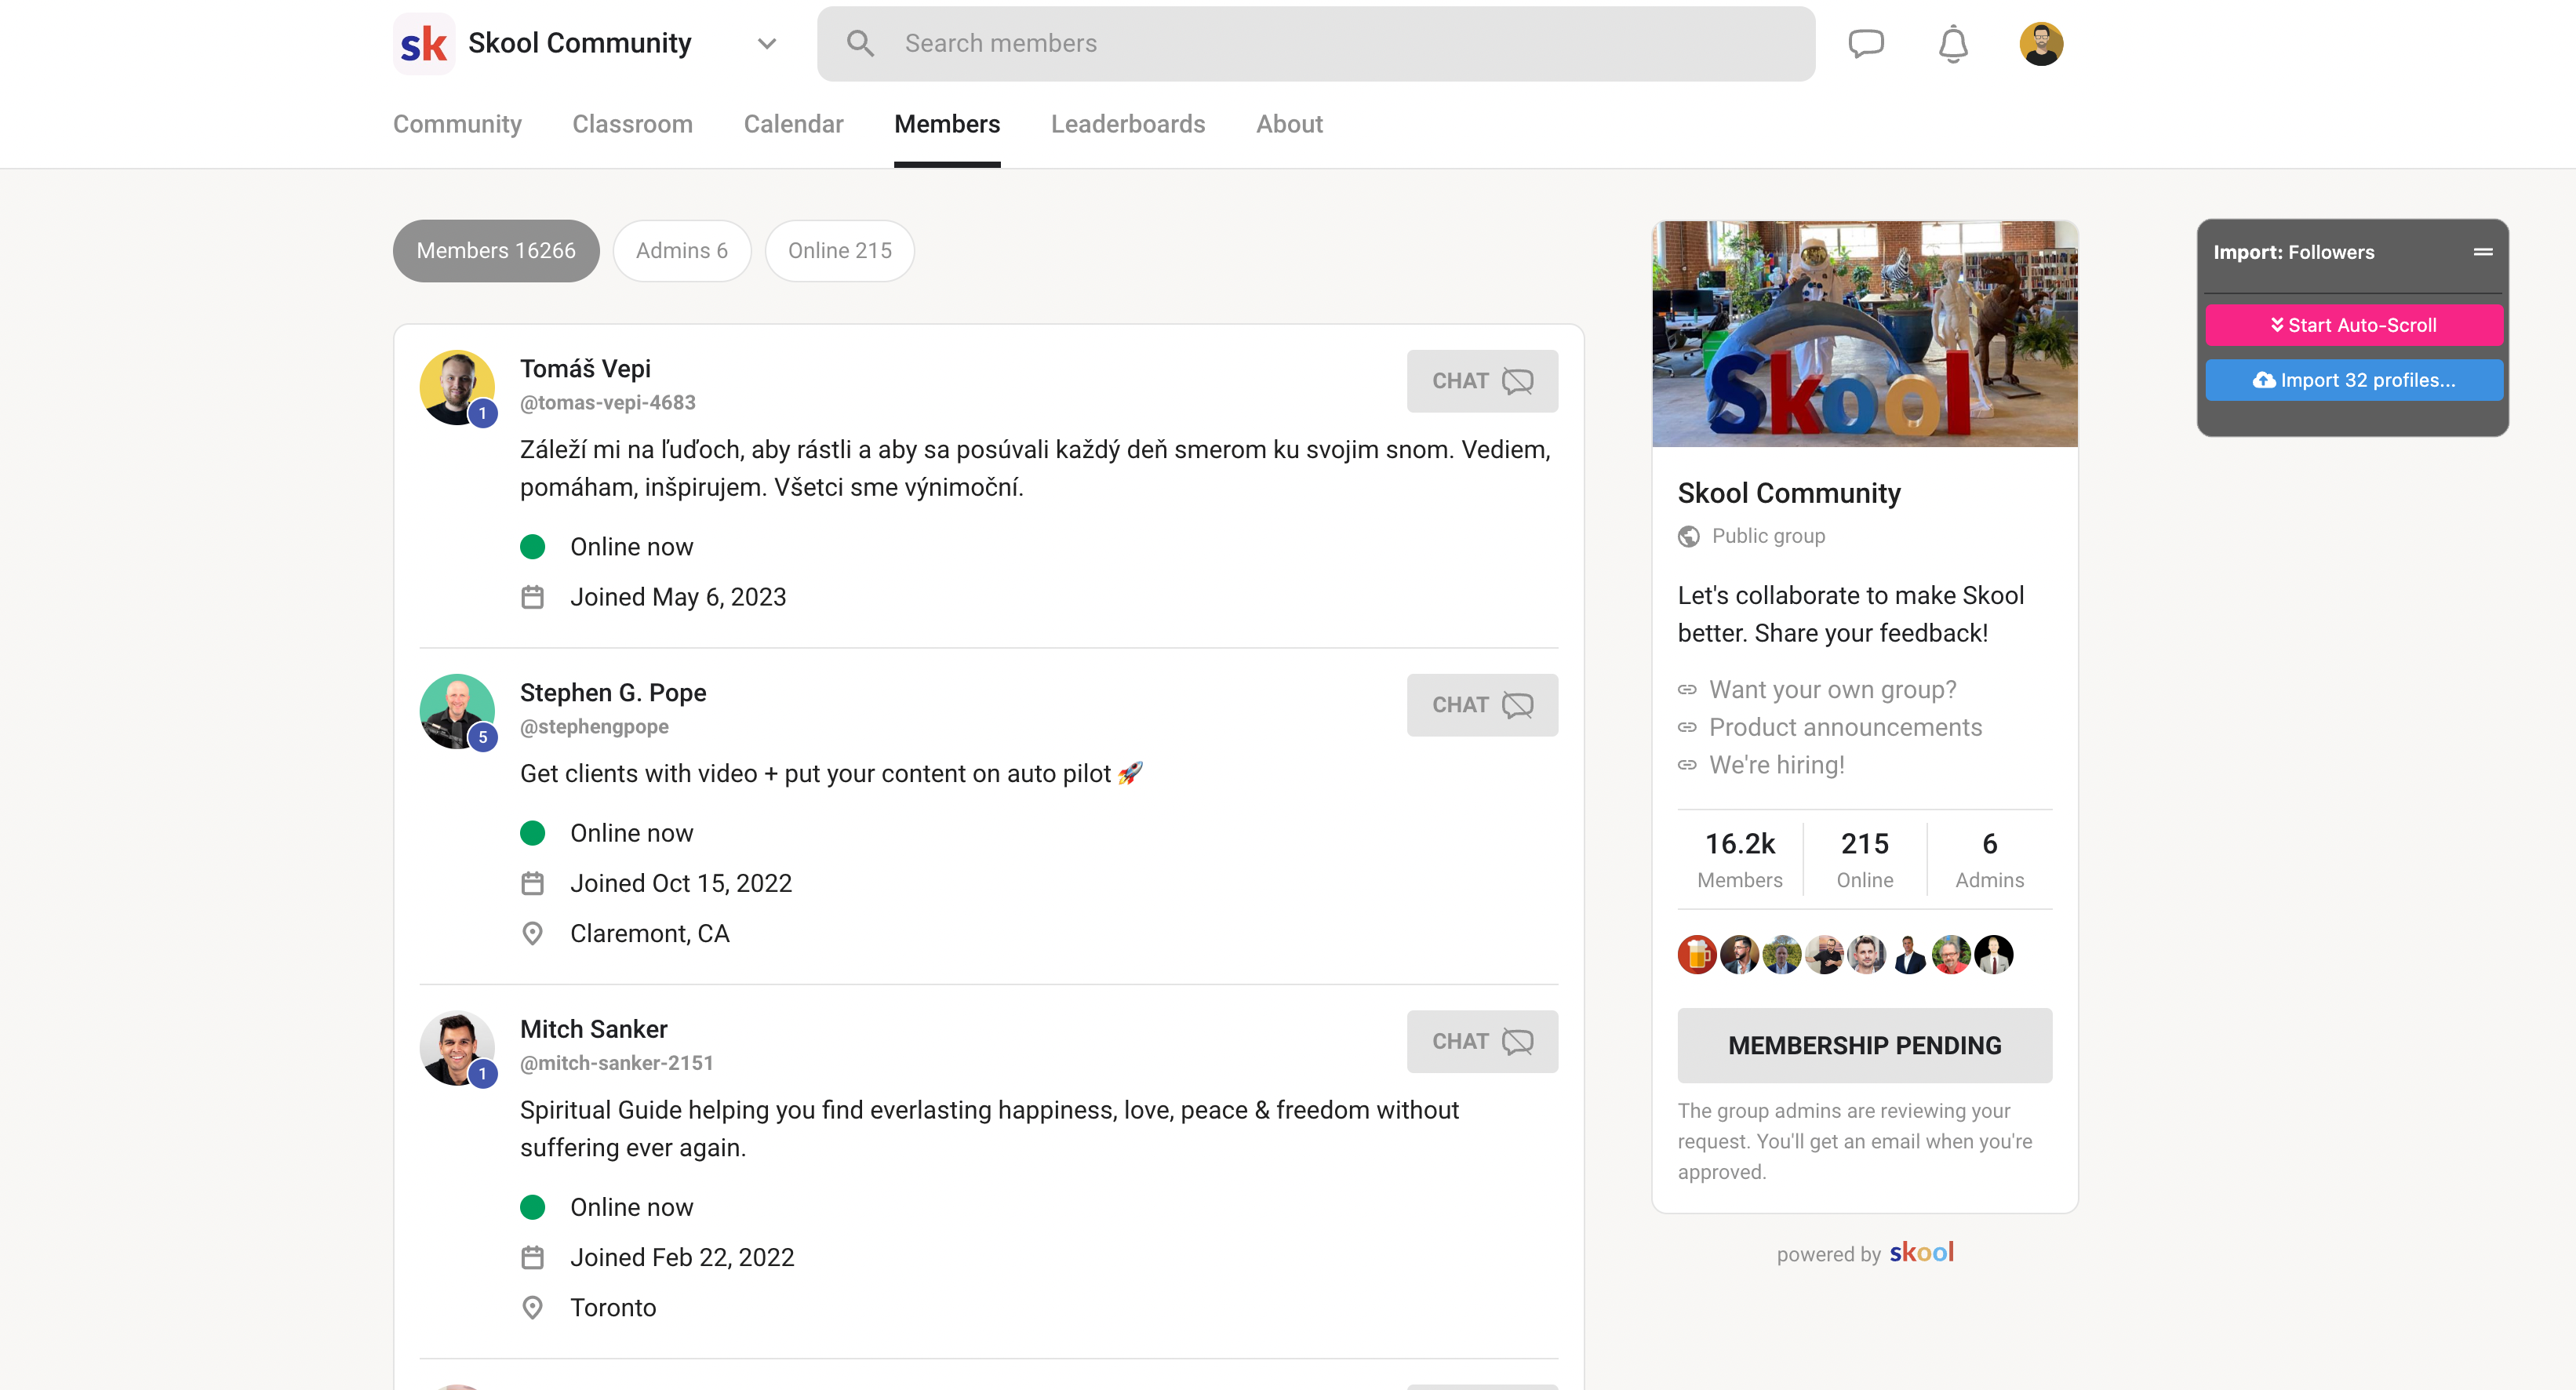 sk Skool Community
Search members
Community Classroom Calendar Members Leaderboards About
Members 16266 Admins 6 Online 215
Tomáš Vepi
@tomas-vepi-4683
CHAT
1
Záleží mi na ľuďoch, aby rástli a aby sa posúvali každý deň smerom ku svojim snom. Vediem,
pomáham, inšpirujem. Všetci sme výnimoční.
Online now
Joined May 6, 2023
Stephen G. Pope
@stephengpope
CHAT
5
Get clients with video + put your content on auto pilot 🚀
Online now
Joined Oct 15, 2022
Claremont, CA
Mitch Sanker
@mitch-sanker-2151
CHAT
1
Spiritual Guide helping you find everlasting happiness, love, peace & freedom without
suffering ever again.
Online now
Joined Feb 22, 2022
Toronto
Skool
Skool Community
Public group
Let's collaborate to make Skool
better. Share your feedback!
Want your own group?
Product announcements
We're hiring!
16.2k 215 6
Members Online Admins
MEMBERSHIP PENDING
The group admins are reviewing your
request. You'll get an email when you're
approved.
powered by skool
Import: Followers
Start Auto-Scroll
Import 32 profiles...